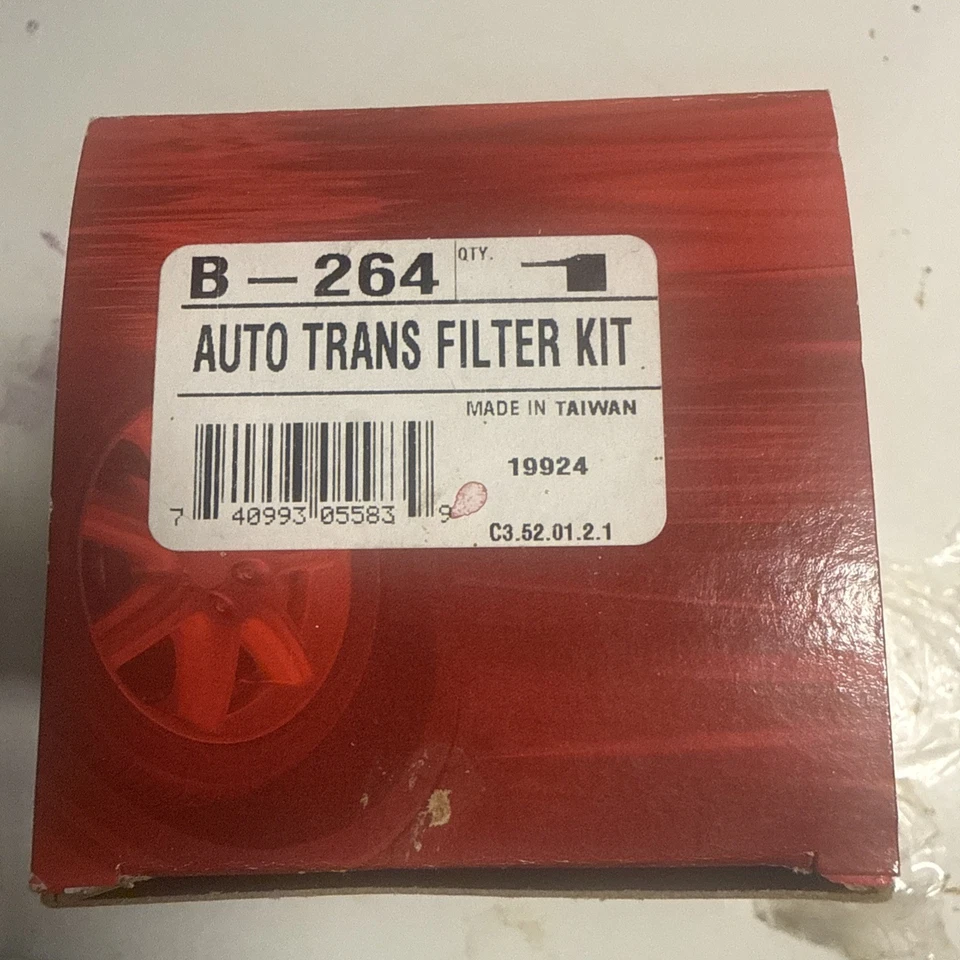 B – 264
QTY.
AUTO TRANS FILTER KIT
MADE IN TAIWAN
19924
7 40993 05583 9
C3.52.01.2.1